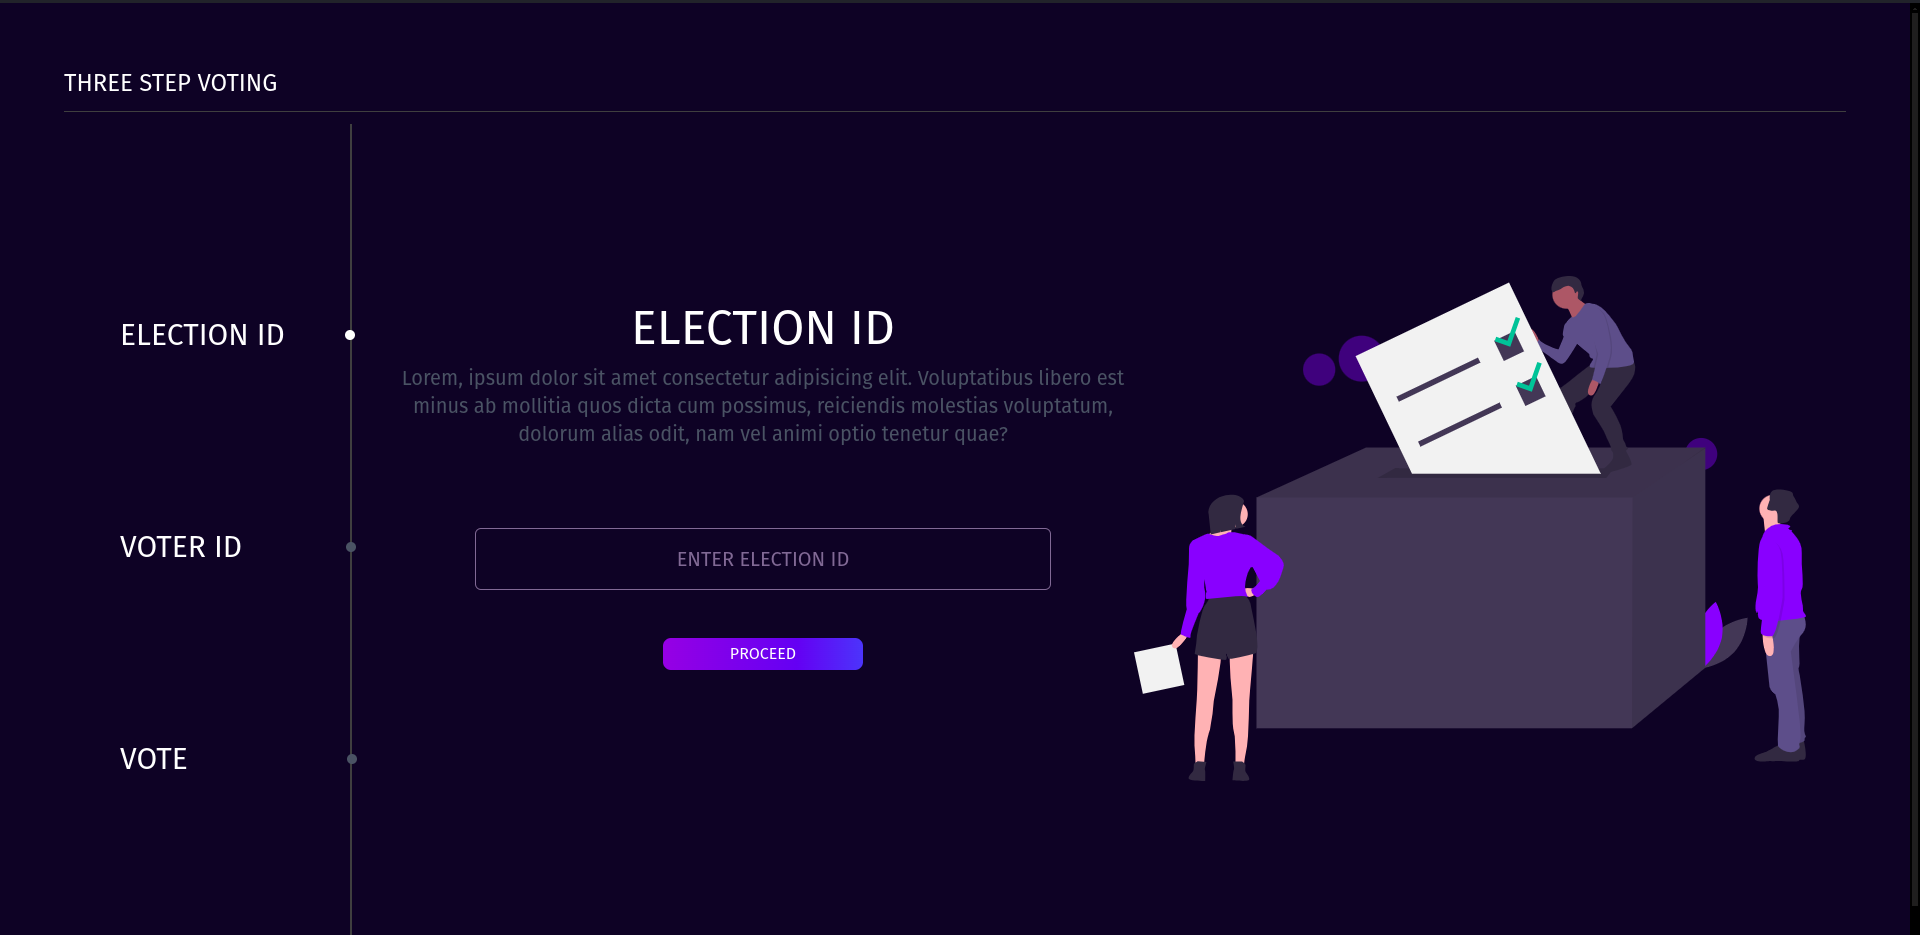 THREE STEP VOTING
ELECTION ID
VOTER ID
VOTE
ELECTION ID
Lorem, ipsum dolor sit amet consectetur adipisicing elit. Voluptatibus libero est
minus ab mollitia quos dicta cum possimus, reiciendis molestias voluptatum,
dolorum alias odit, nam vel animi optio tenetur quae?
ENTER ELECTION ID
PROCEED